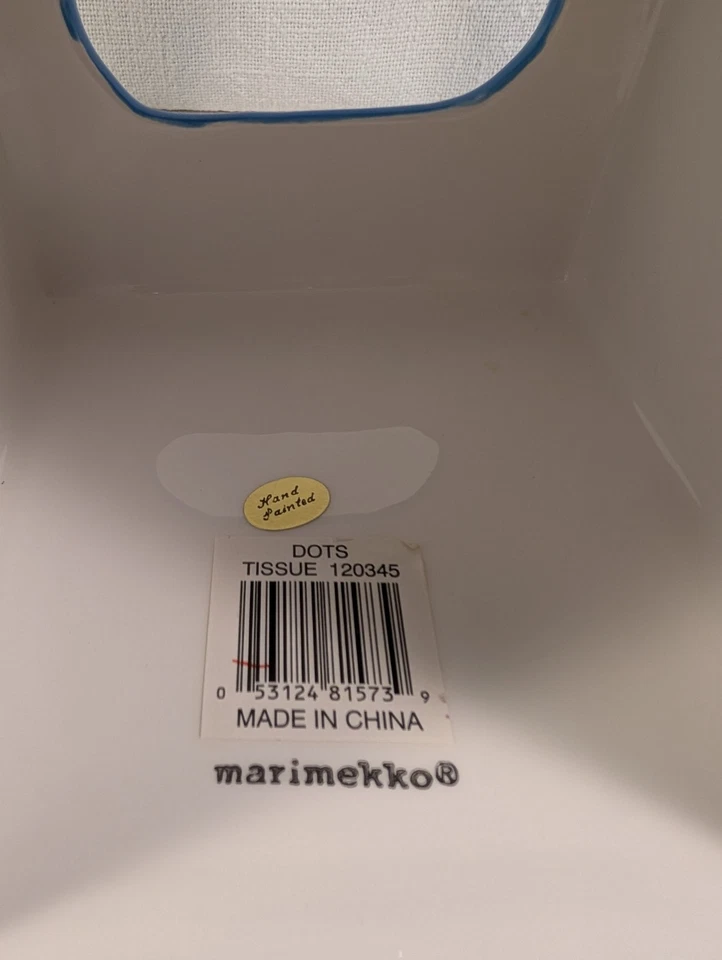 Hand
Painted
DOTS
TISSUE 120345
0 53124 81573 9
MADE IN CHINA
marimekko®